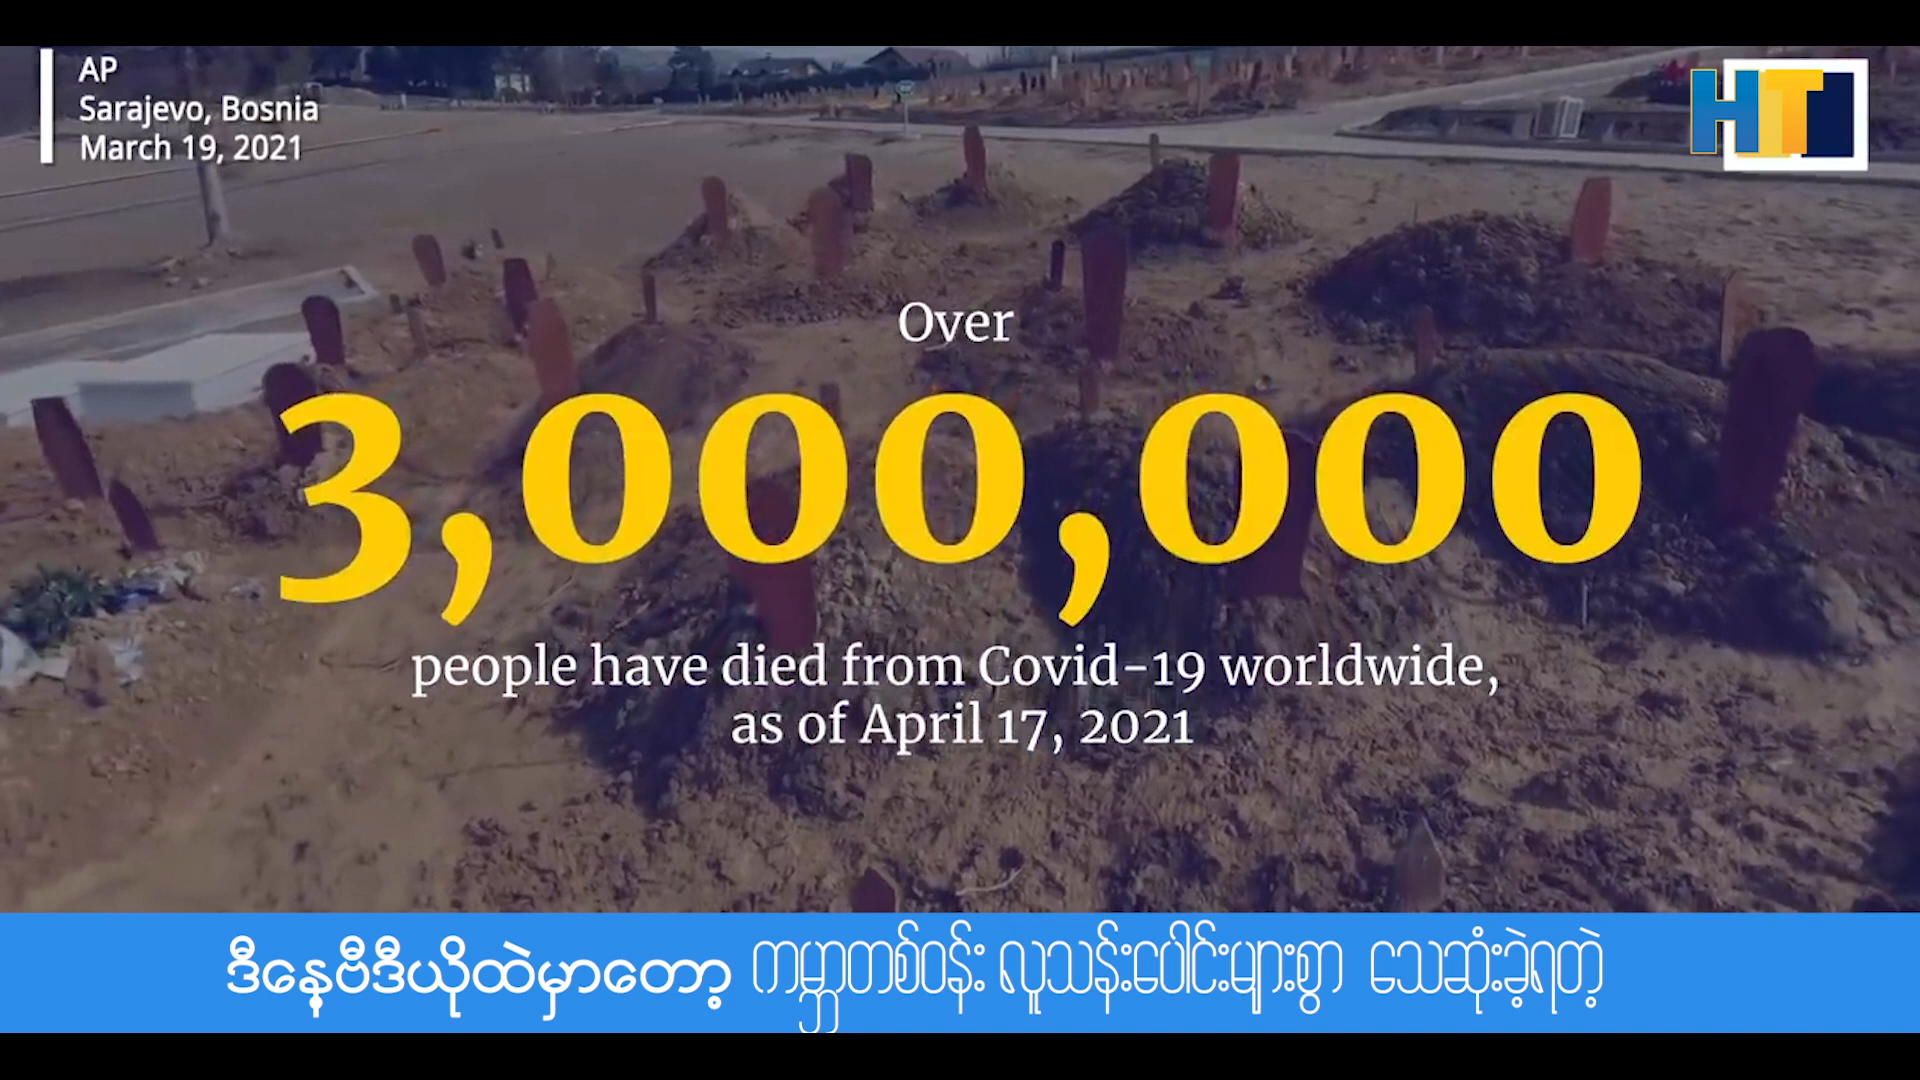 AP
Sarajevo, Bosnia
March 19, 2021
HT
Over
3,000,000
people have died from Covid-19 worldwide,
as of April 17, 2021
ဒီနေ့ဗီဒီယိုထဲမှာတော့ ကမ္ဘာတစ်ဝန်း လူသန်းပေါင်းများစွာ သေဆုံးခဲ့ရတဲ့